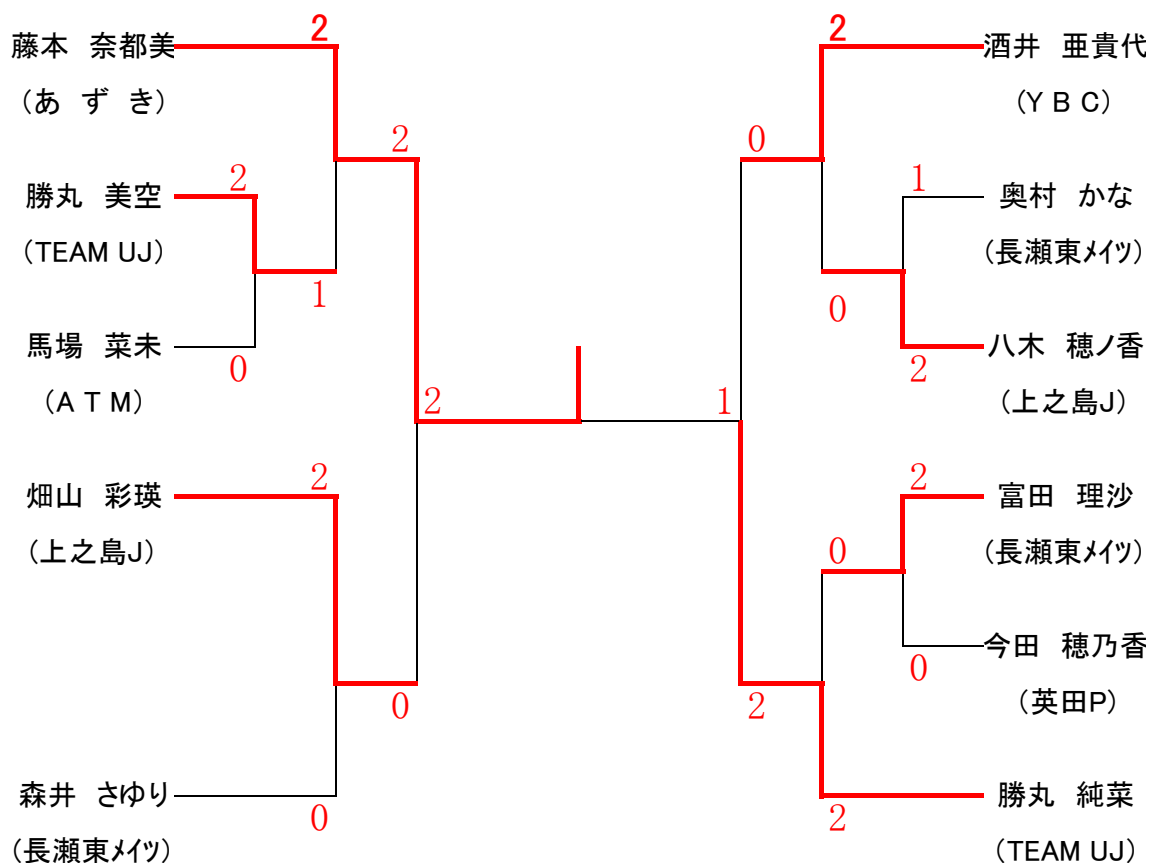 藤本 奈都美
(あ ず き)
勝丸 美空
(TEAM UJ)
馬場 菜未
(A T M)
畑山 彩瑛
(上之島J)
森井 さゆり
(長瀬東メイツ)
2
2
2
1
0
2
2
0
0
2
0
1
0
2
1
2
0
0
2
2
酒井 亜貴代
(Y B C)
奥村 かな
(長瀬東メイツ)
八木 穂ノ香
(上之島J)
富田 理沙
(長瀬東メイツ)
今田 穂乃香
(英田P)
勝丸 純菜
(TEAM UJ)